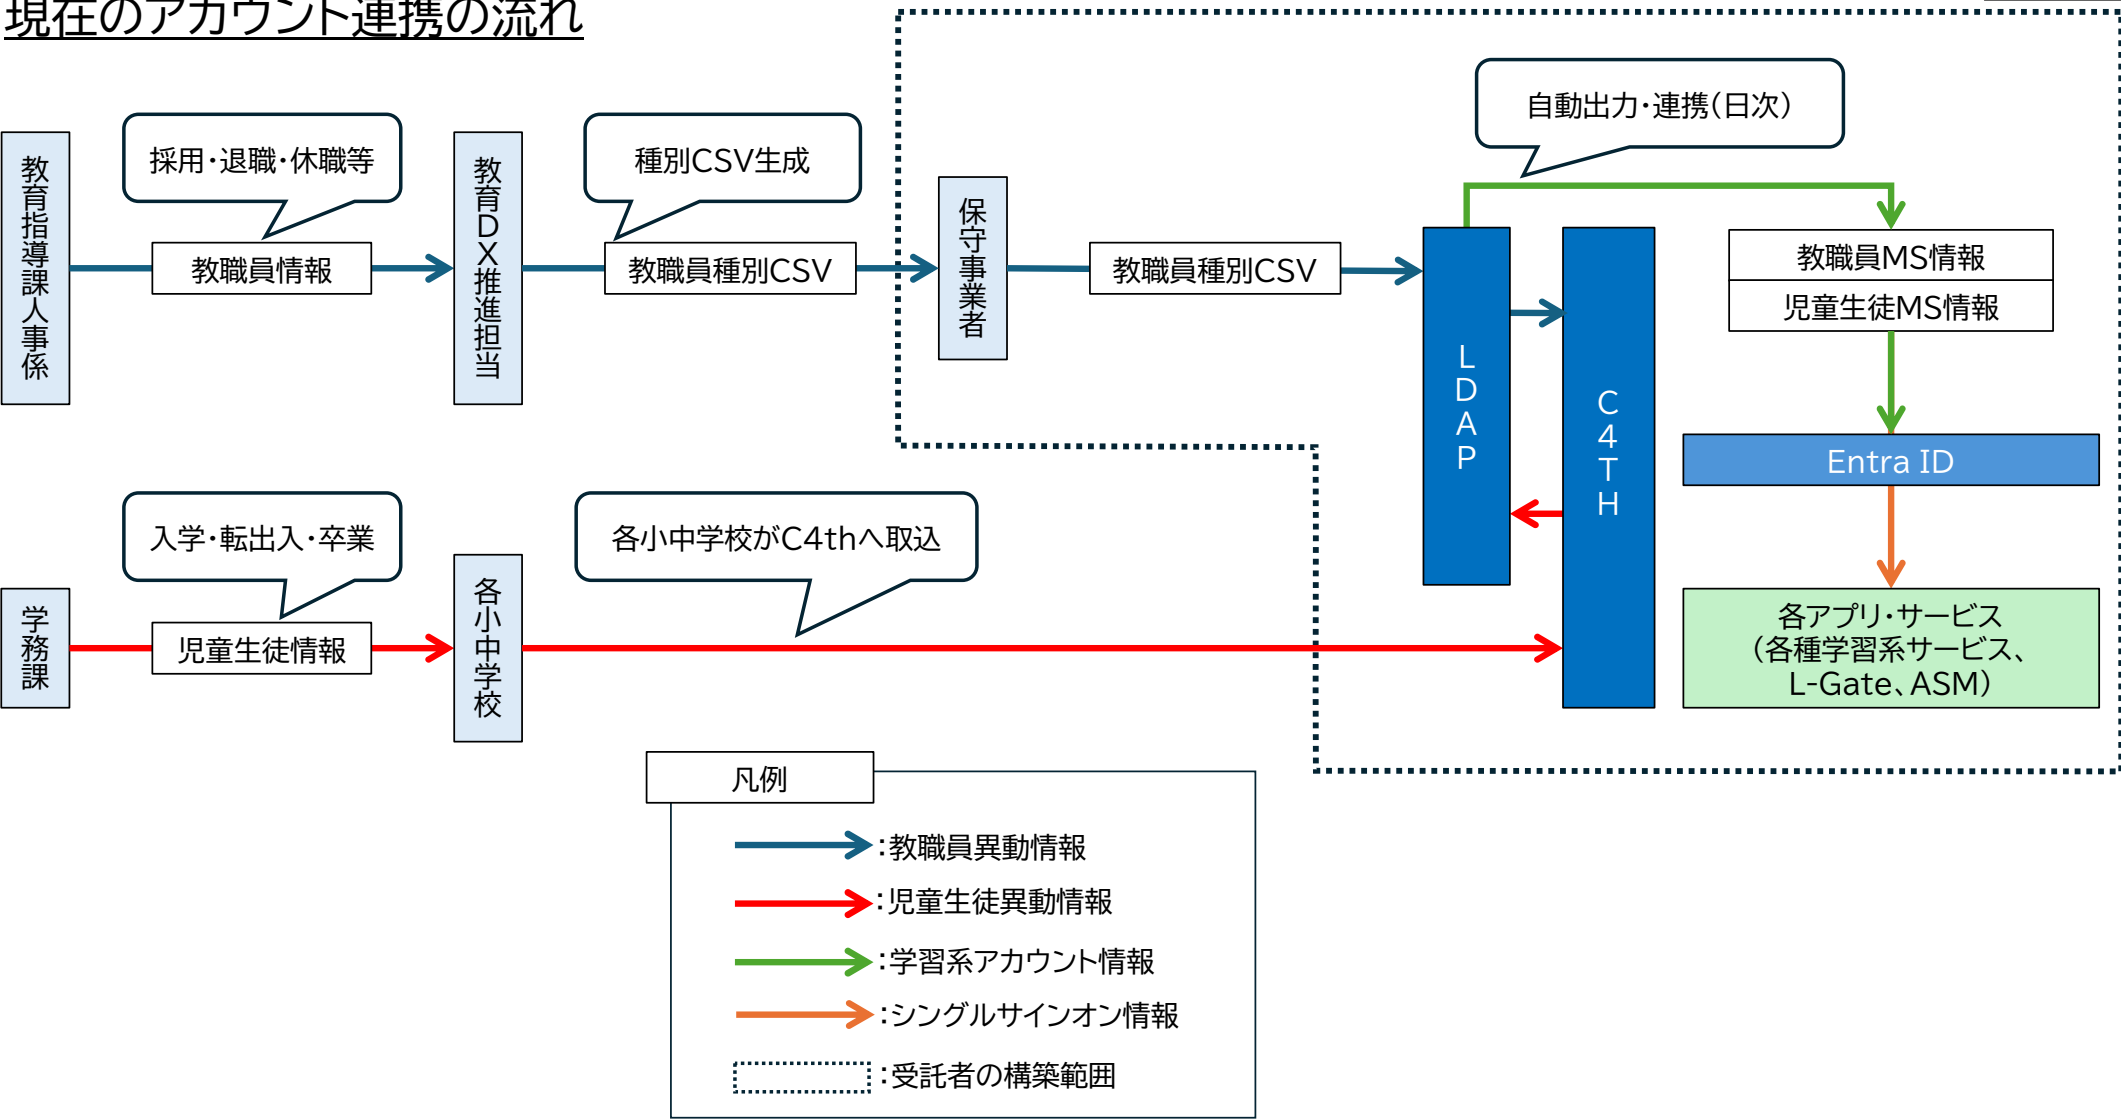 現在のアカウント連携の流れ
自動出力・連携(日次)
採用・退職・休職等
種別CSV生成
教育指導課人事係
教職員情報
教育DX推進担当
教職員種別CSV
保守事業者
教職員種別CSV
LDAP
C4TH
教職員MS情報
児童生徒MS情報
Entra ID
入学・転出入・卒業
各小中学校がC4thへ取込
学務課
児童生徒情報
各小中学校
各アプリ・サービス
(各種学習系サービス、
L-Gate、ASM)
凡例
:教職員異動情報
:児童生徒異動情報
:学習系アカウント情報
:シングルサインオン情報
:受託者の構築範囲